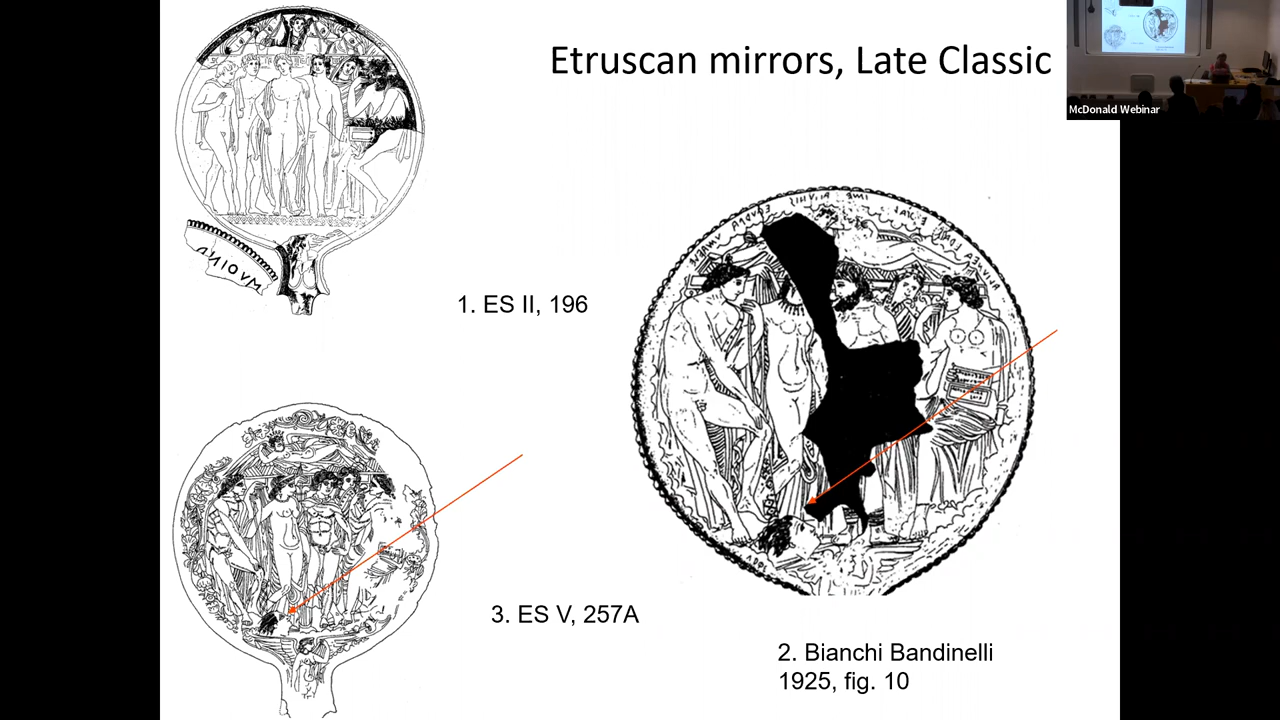 Etruscan mirrors, Late Classic
McDonald Webinar
1. ES II, 196
3. ES V, 257A
2. Bianchi Bandinelli
1925, fig. 10